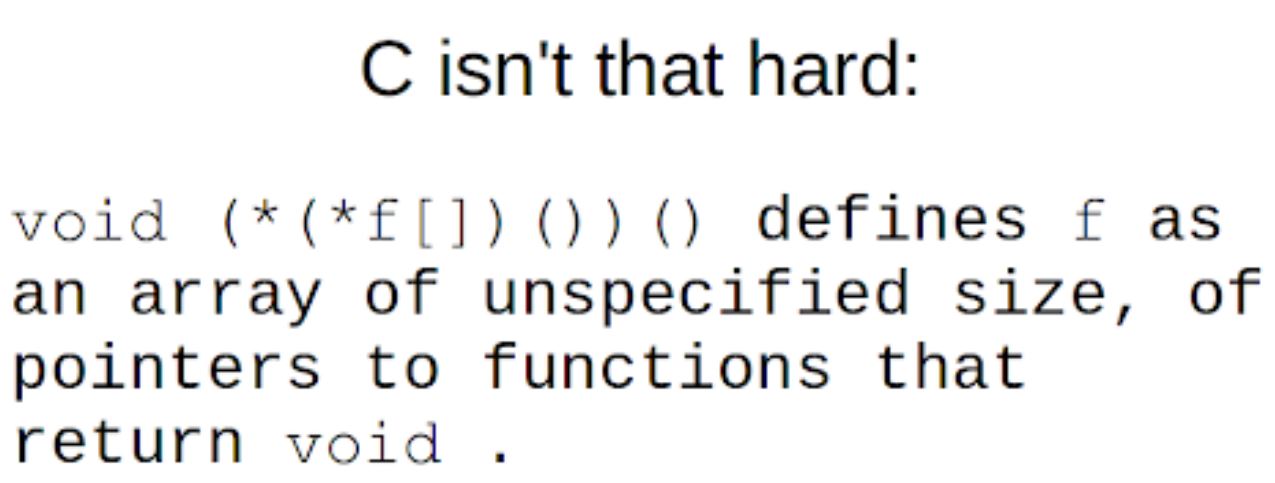 C isn't that hard:
void (*(*f[])())() defines f as
an array of unspecified size, of
pointers to functions that
return void .